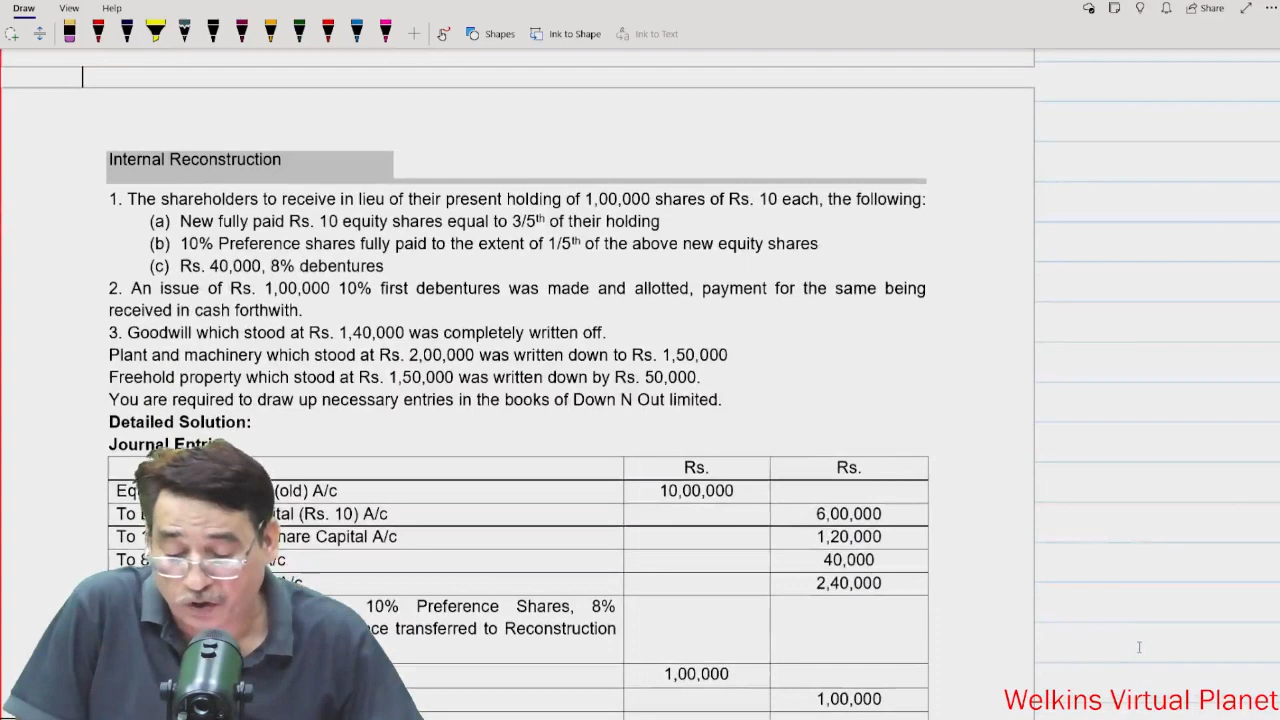 Draw View Help
Share
Shapes Ink to Shape Ink to Text
Internal Reconstruction
1. The shareholders to receive in lieu of their present holding of 1,00,000 shares of Rs. 10 each, the following:
(a) New fully paid Rs. 10 equity shares equal to 3/5th of their holding
(b) 10% Preference shares fully paid to the extent of 1/5th of the above new equity shares
(c) Rs. 40,000, 8% debentures
2. An issue of Rs. 1,00,000 10% first debentures was made and allotted, payment for the same being
received in cash forthwith.
3. Goodwill which stood at Rs. 1,40,000 was completely written off.
Plant and machinery which stood at Rs. 2,00,000 was written down to Rs. 1,50,000
Freehold property which stood at Rs. 1,50,000 was written down by Rs. 50,000.
You are required to draw up necessary entries in the books of Down N Out limited.
Detailed Solution:
Journal
Rs. Rs.
(old) A/c 10,00,000
To (Rs. 10) A/c 6,00,000
To Capital A/c 1,20,000
To 40,000
2,40,000
10% Preference Shares, 8%
transferred to Reconstruction
1,00,000
1,00,000
Welkins Virtual Planet